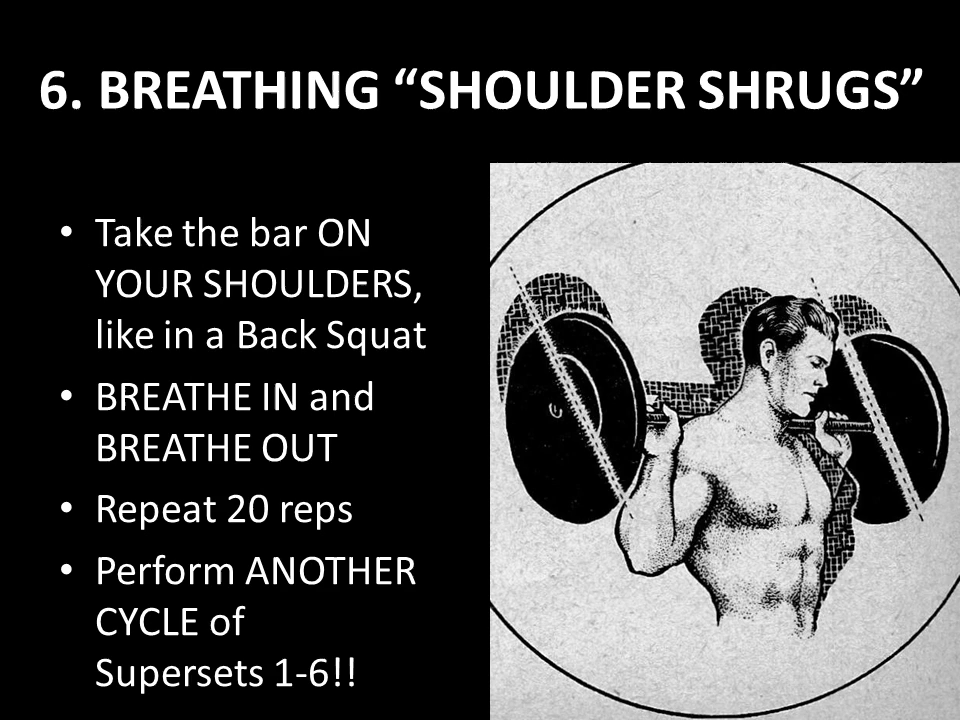 6. BREATHING “SHOULDER SHRUGS”
• Take the bar ON
YOUR SHOULDERS,
like in a Back Squat
• BREATHE IN and
BREATHE OUT
• Repeat 20 reps
• Perform ANOTHER
CYCLE of
Supersets 1-6!!